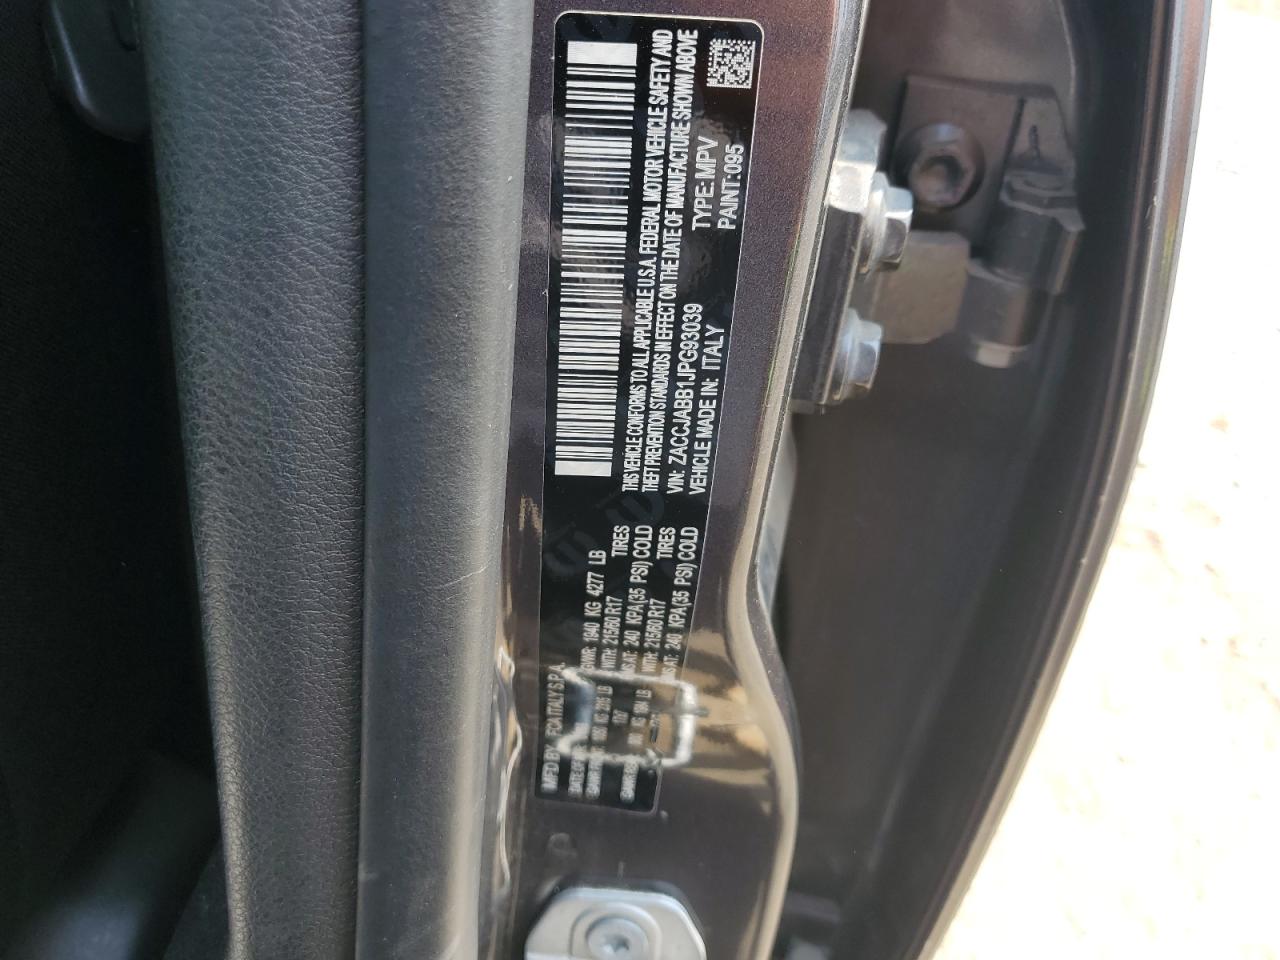 MFD BY FCA ITALY S.P.A.
GVWR: 1940 KG 4277 LB
WITH: 215/60 R17 TIRES
AT: 240 KPA(35 PSI) COLD
WITH: 215/60 R17 TIRES
AT: 240 KPA(35 PSI) COLD
THIS VEHICLE CONFORMS TO ALL APPLICABLE U.S.A. FEDERAL MOTOR VEHICLE SAFETY AND
THEFT PREVENTION STANDARDS IN EFFECT ON THE DATE OF MANUFACTURE SHOWN ABOVE
VIN: ZACCJABB1JPG93039 TYPE: MPV
VEHICLE MADE IN: ITALY PAINT: 095